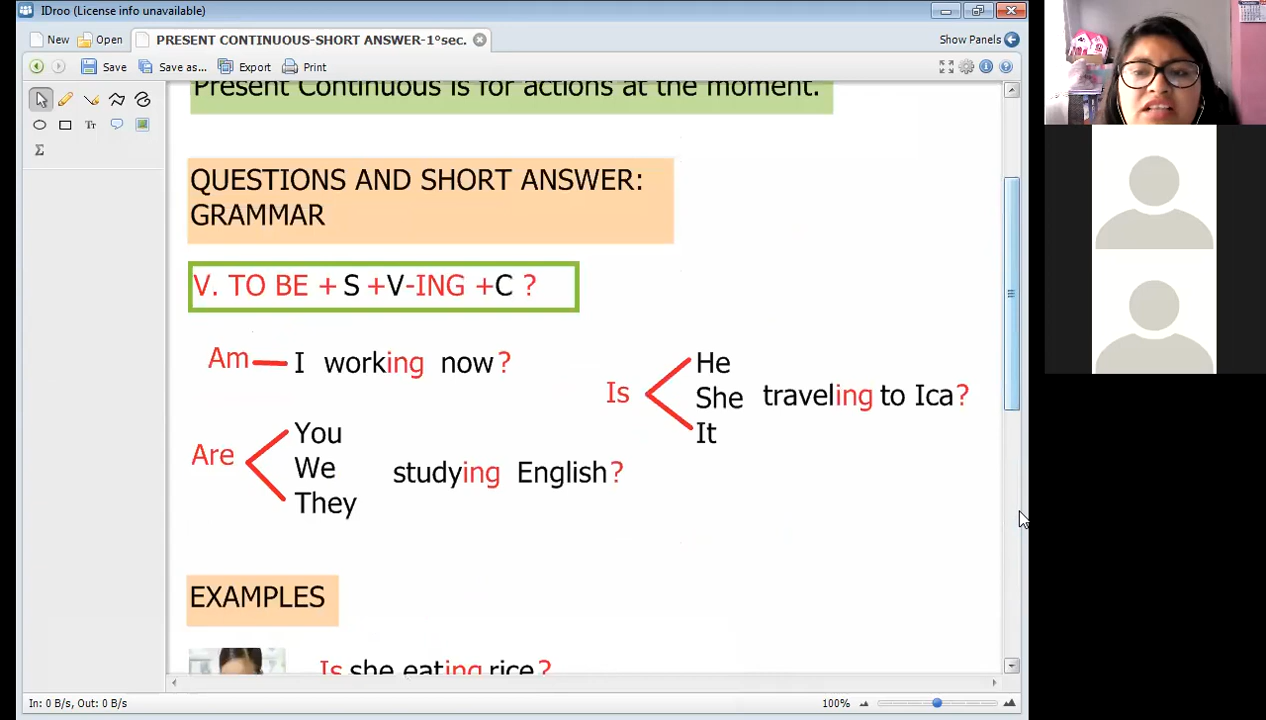 IDroo (License info unavailable)
New Open PRESENT CONTINUOUS-SHORT ANSWER-1°sec. Show Panels
Save Save as... Export Print
Present Continuous is for actions at the moment.
Tт
Σ
QUESTIONS AND SHORT ANSWER:
GRAMMAR
V. TO BE + S +V-ING +C ?
Am I working now?
Is He She It traveling to Ica?
Are You We They studying English?
EXAMPLES
Is she eating rice?
In: 0 B/s, Out: 0 B/s 100%